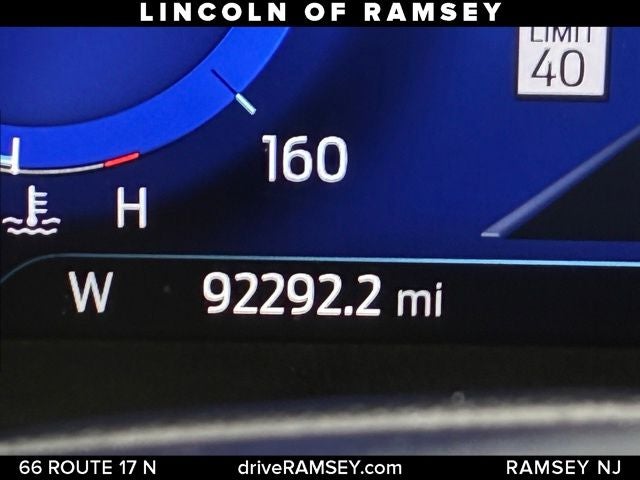 LINCOLN OF RAMSEY
LIMIT
40
160
H
W 92292.2 mi
66 ROUTE 17 N driveRAMSEY.com RAMSEY NJ